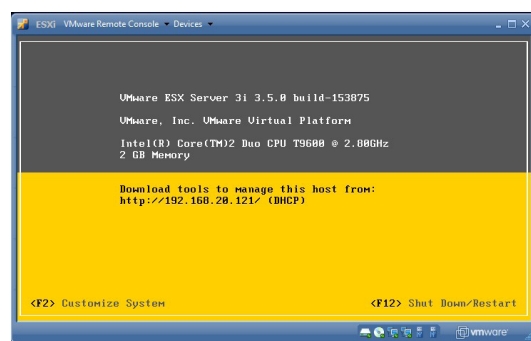 ESXi VMware Remote Console Devices
VMware ESX Server 3i 3.5.0 build-153875
VMware, Inc. VMware Virtual Platform
Intel(R) Core(TM)2 Duo CPU T9600 @ 2.80GHz
2 GB Memory
Download tools to manage this host from:
http://192.168.20.121/ (DHCP)
<F2> Customize System <F12> Shut Down/Restart
vmware